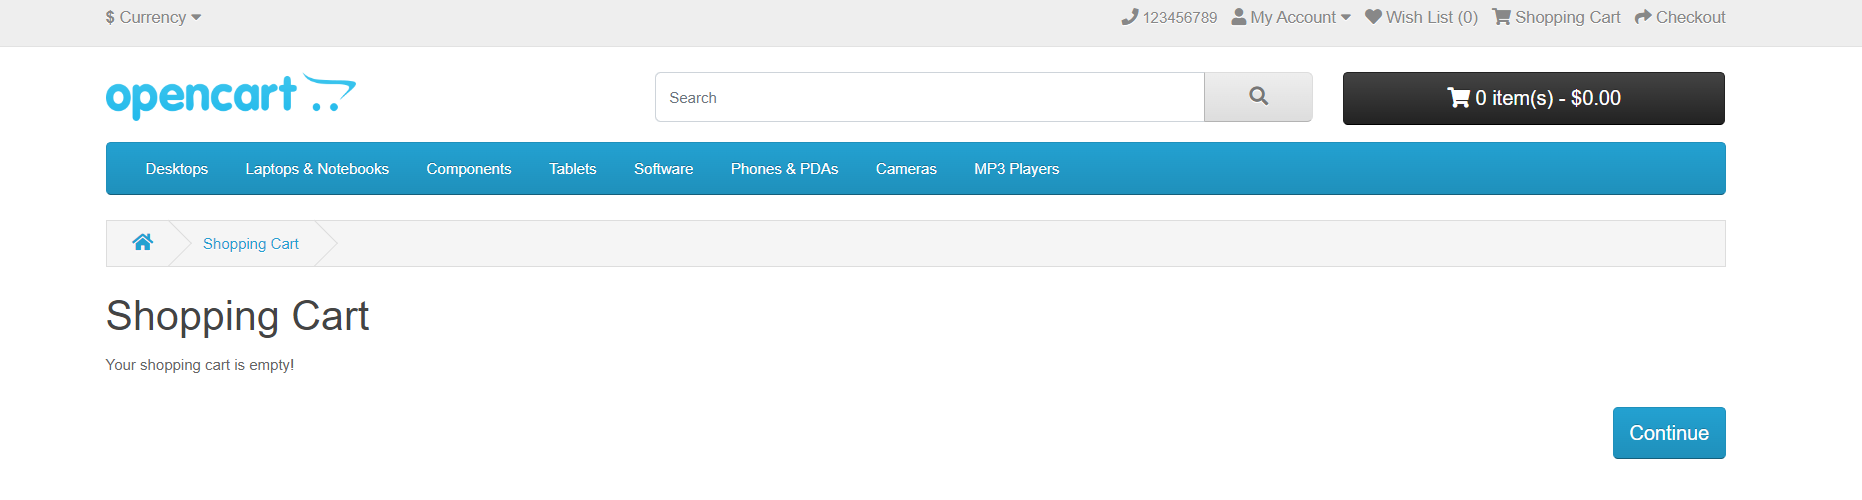 $ Currency 123456789 My Account Wish List (0) Shopping Cart Checkout
opencart Search 0 item(s) - $0.00
Desktops Laptops & Notebooks Components Tablets Software Phones & PDAs Cameras MP3 Players
Shopping Cart
Shopping Cart
Your shopping cart is empty!
Continue